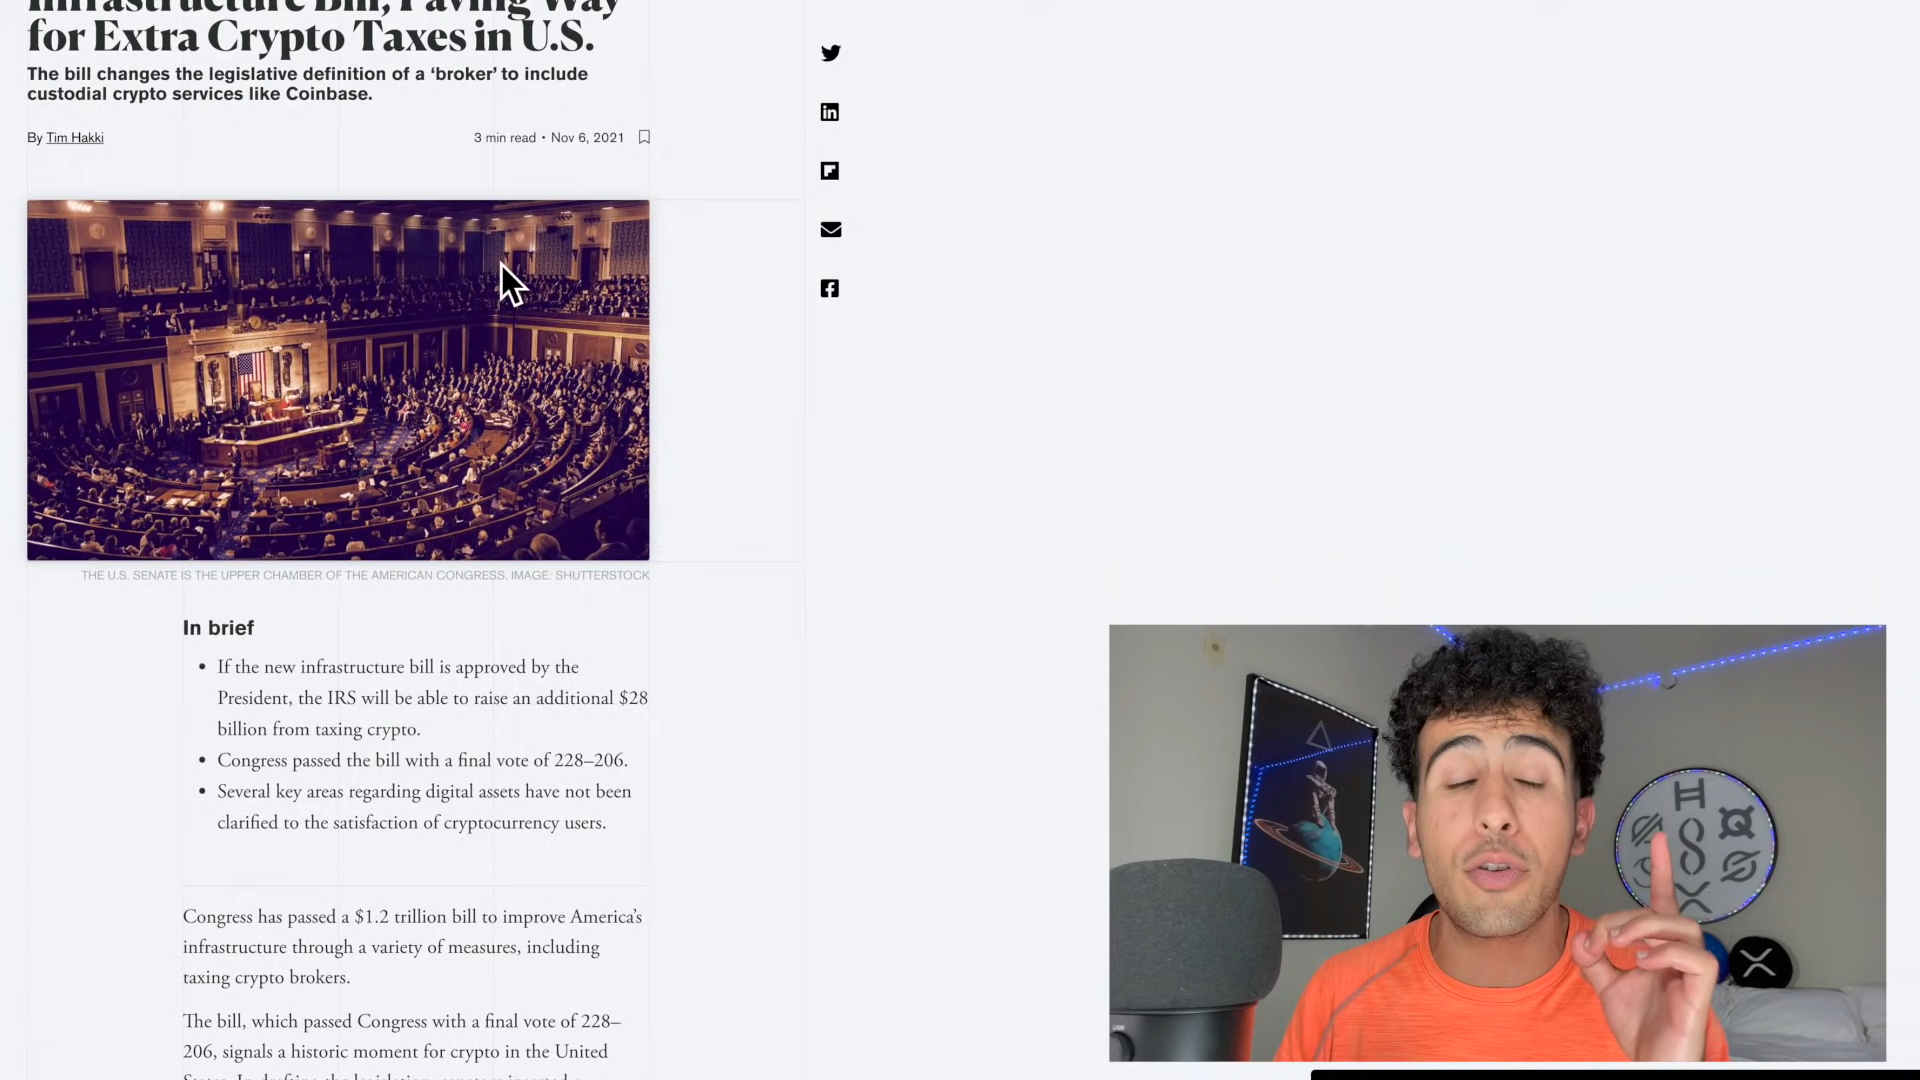 Infrastructure Bill, Paving Way
for Extra Crypto Taxes in U.S.
The bill changes the legislative definition of a ‘broker’ to include
custodial crypto services like Coinbase.
By Tim Hakki
3 min read • Nov 6, 2021
THE U.S. SENATE IS THE UPPER CHAMBER OF THE AMERICAN CONGRESS. IMAGE: SHUTTERSTOCK
In brief
• If the new infrastructure bill is approved by the
President, the IRS will be able to raise an additional $28
billion from taxing crypto.
• Congress passed the bill with a final vote of 228–206.
• Several key areas regarding digital assets have not been
clarified to the satisfaction of cryptocurrency users.
Congress has passed a $1.2 trillion bill to improve America’s
infrastructure through a variety of measures, including
taxing crypto brokers.
The bill, which passed Congress with a final vote of 228–
206, signals a historic moment for crypto in the United